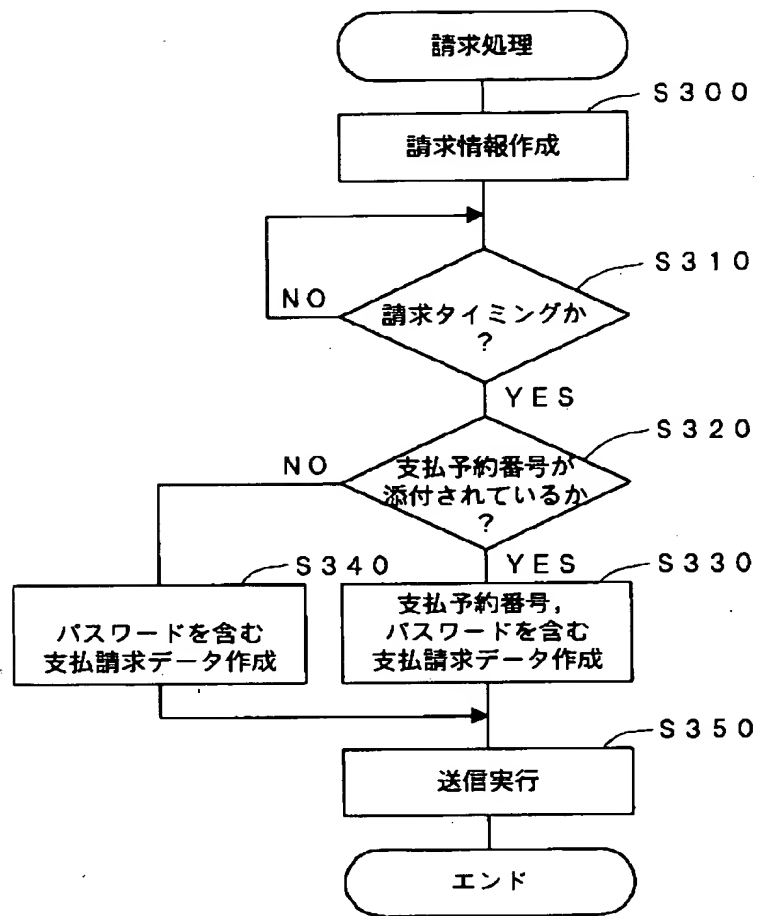 請求処理
S300
請求情報作成
S310
NO
請求タイミングか
?
YES
S320
NO
支払予約番号が
添付されているか
?
S340
YES
S330
パスワードを含む
支払請求データ作成
支払予約番号,
パスワードを含む
支払請求データ作成
S350
送信実行
エンド